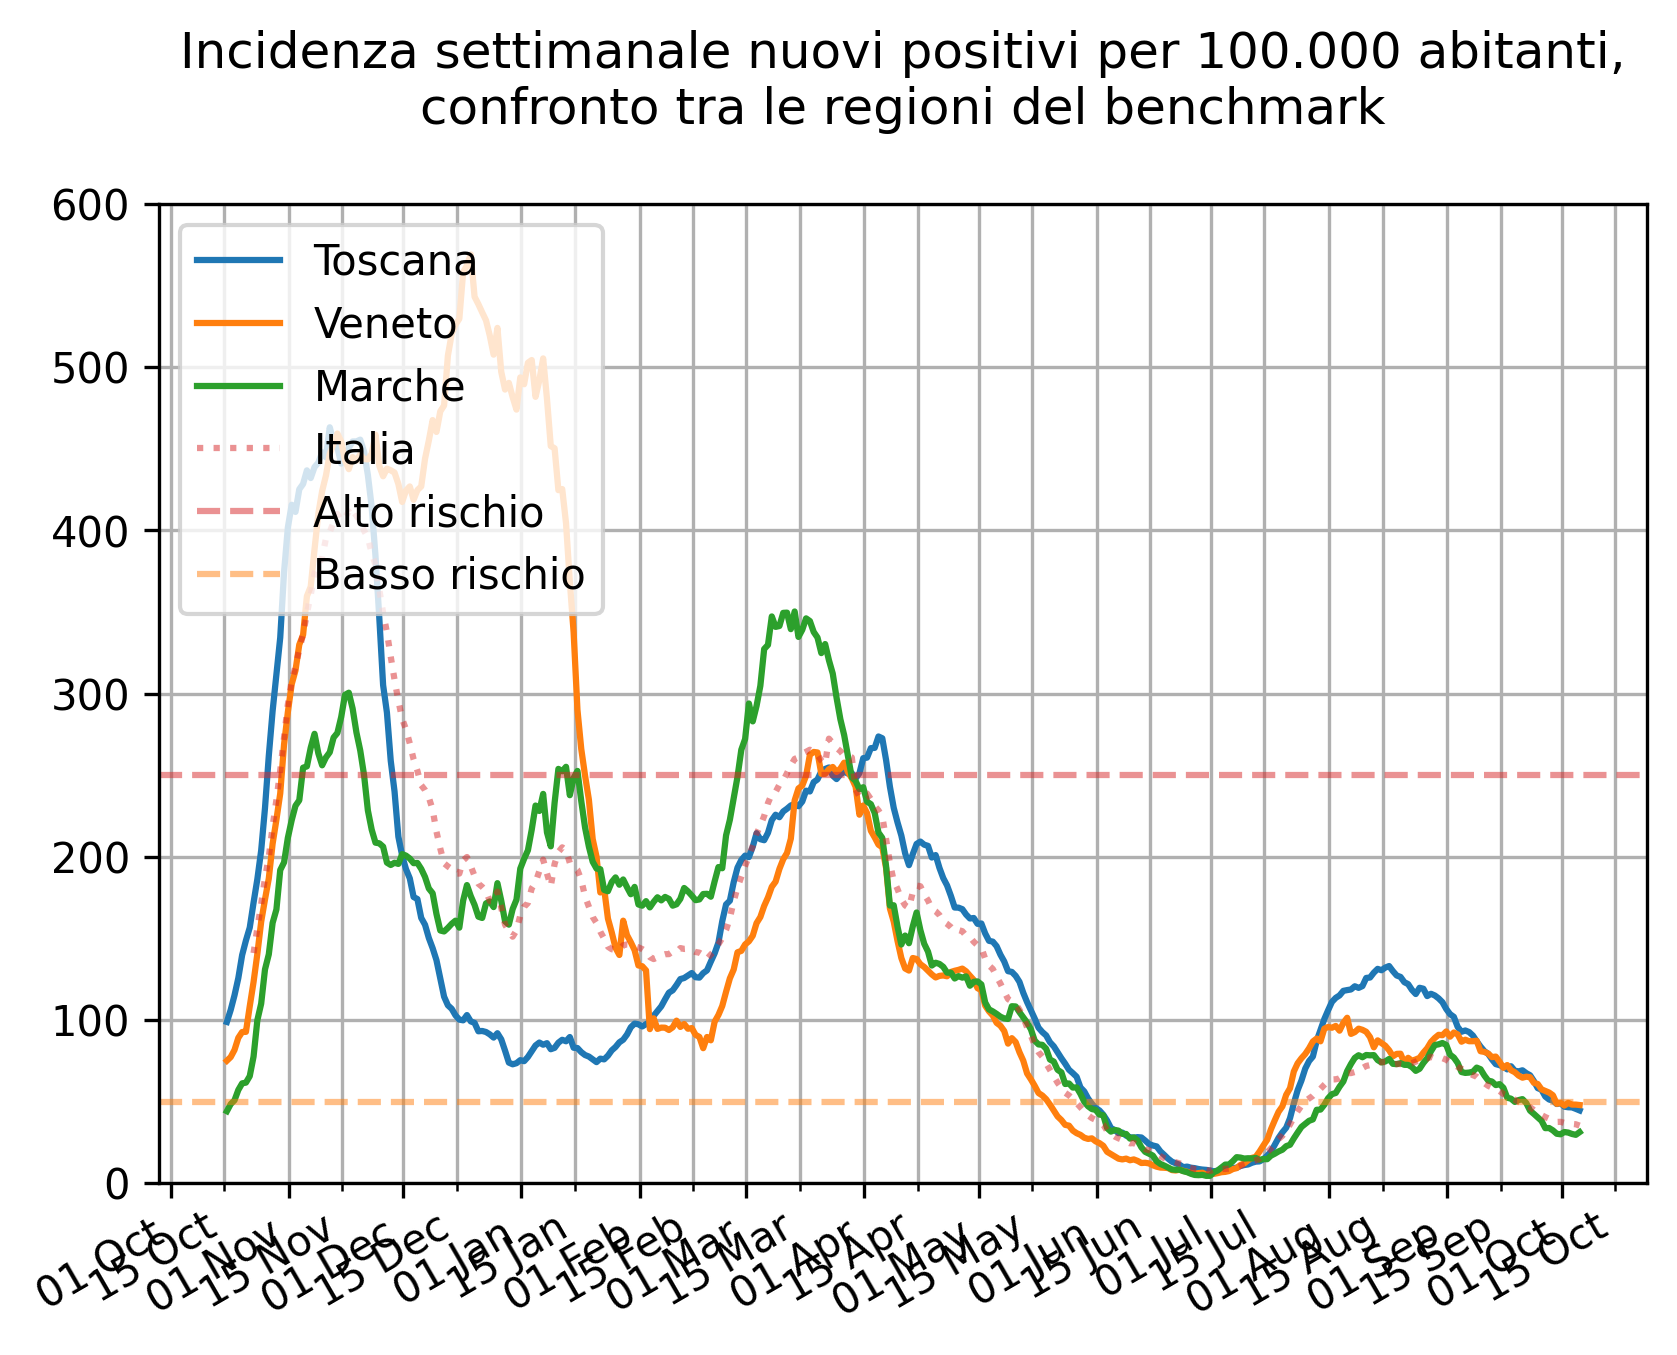 Incidenza settimanale nuovi positivi per 100.000 abitanti,
confronto tra le regioni del benchmark
600
500
400
300
200
100
0
Toscana
Veneto
Marche
Italia
Alto rischio
Basso rischio
01 Oct
15 Oct
01 Nov
15 Nov
01 Dec
15 Dec
01 Jan
15 Jan
01 Feb
15 Feb
01 Mar
15 Mar
01 Apr
15 Apr
01 May
15 May
01 Jun
15 Jun
01 Jul
15 Jul
01 Aug
15 Aug
01 Sep
15 Sep
01 Oct
15 Oct